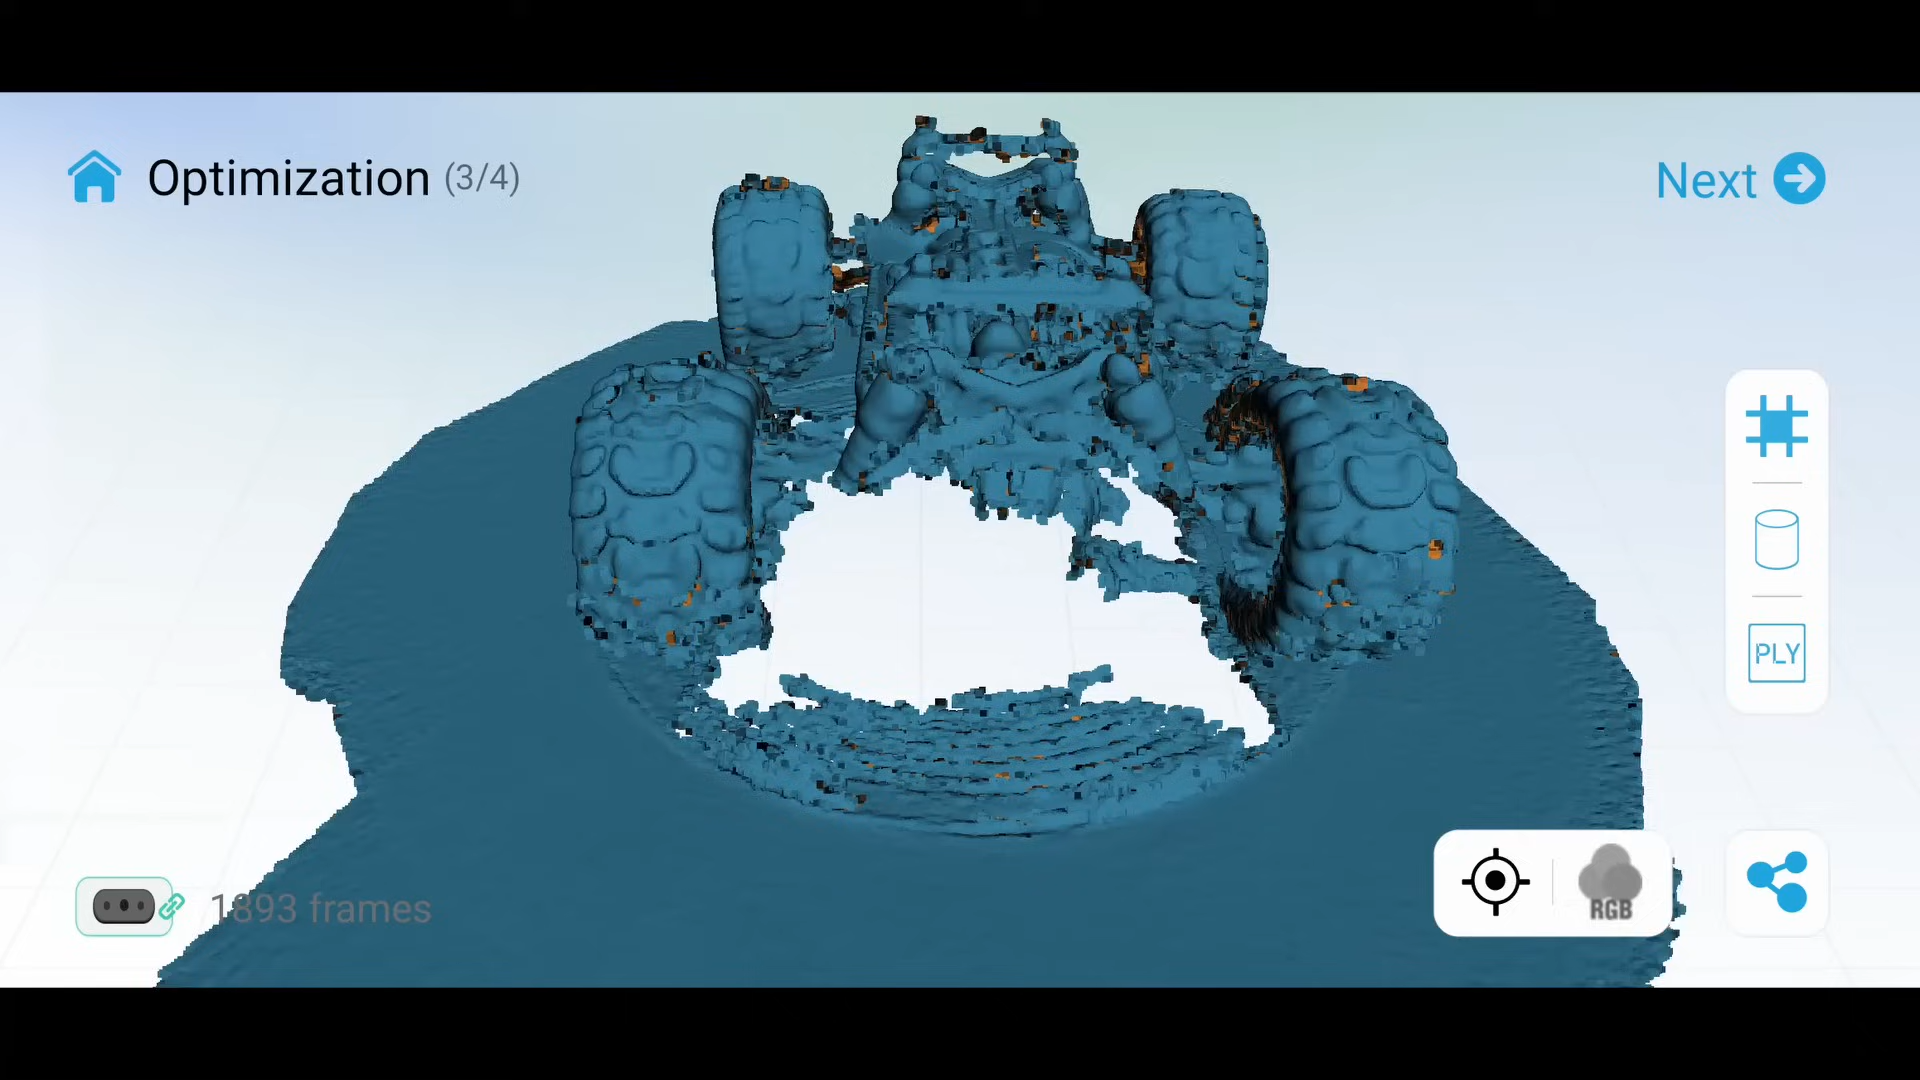 Optimization (3/4)
Next
PLY
1893 frames
RGB